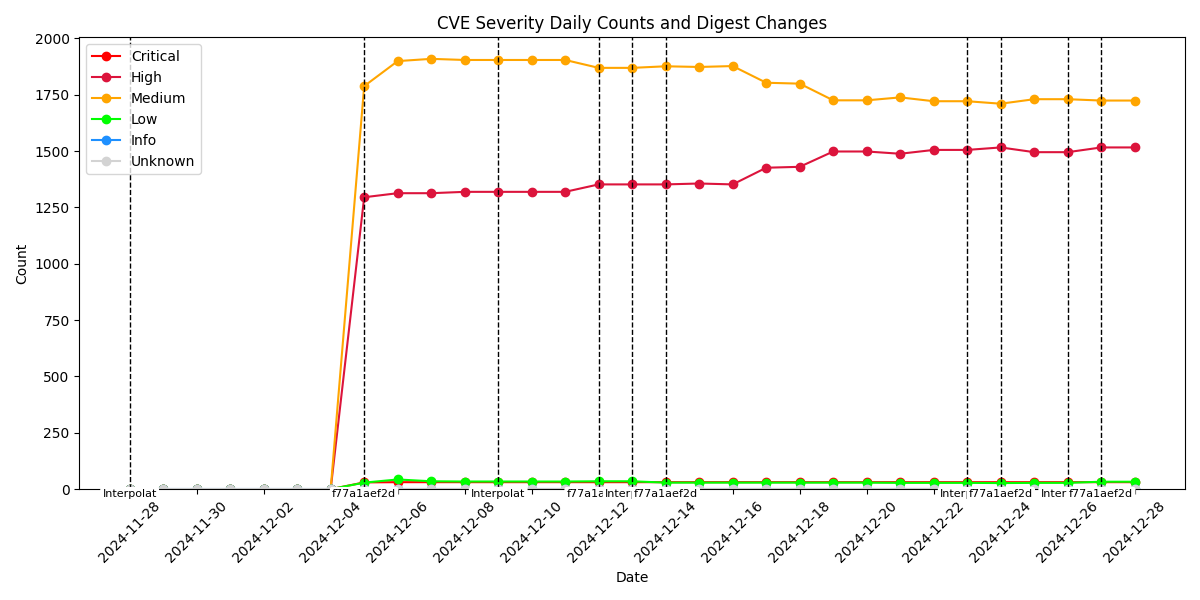 CVE Severity Daily Counts and Digest Changes
Critical
High
Medium
Low
Info
Unknown
Count
2000
1750
1500
1250
1000
750
500
250
0
Interpolat
f77a1aef2d
Interpolat
f77a1a
Inter
f77a1aef2d
Inter
f77a1aef2d
Inter
f77a1aef2d
2024-11-28
2024-11-30
2024-12-02
2024-12-04
2024-12-06
2024-12-08
2024-12-10
2024-12-12
2024-12-14
2024-12-16
2024-12-18
2024-12-20
2024-12-22
2024-12-24
2024-12-26
2024-12-28
Date